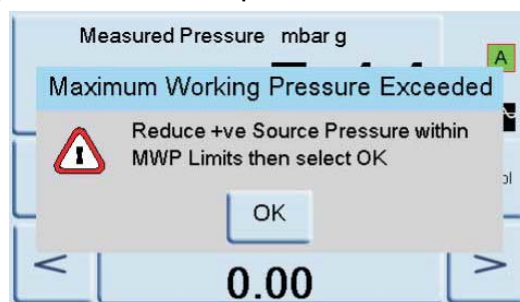 Measured Pressure mbar g
A
Maximum Working Pressure Exceeded
Reduce +ve Source Pressure within
MWP Limits then select OK
OK
<
0.00
>